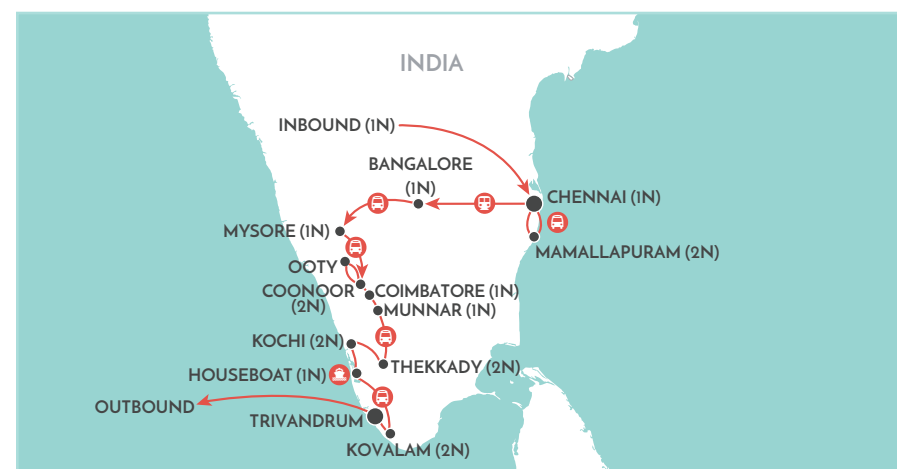 INDIA
INBOUND (1N)
BANGALORE
(1N)
CHENNAI (1N)
MYSORE (1N)
MAMALLAPURAM (2N)
OOTY
COONOOR
(2N)
COIMBATORE (1N)
MUNNAR (1N)
KOCHI (2N)
THEKKADY (2N)
HOUSEBOAT (1N)
OUTBOUND
TRIVANDRUM
KOVALAM (2N)